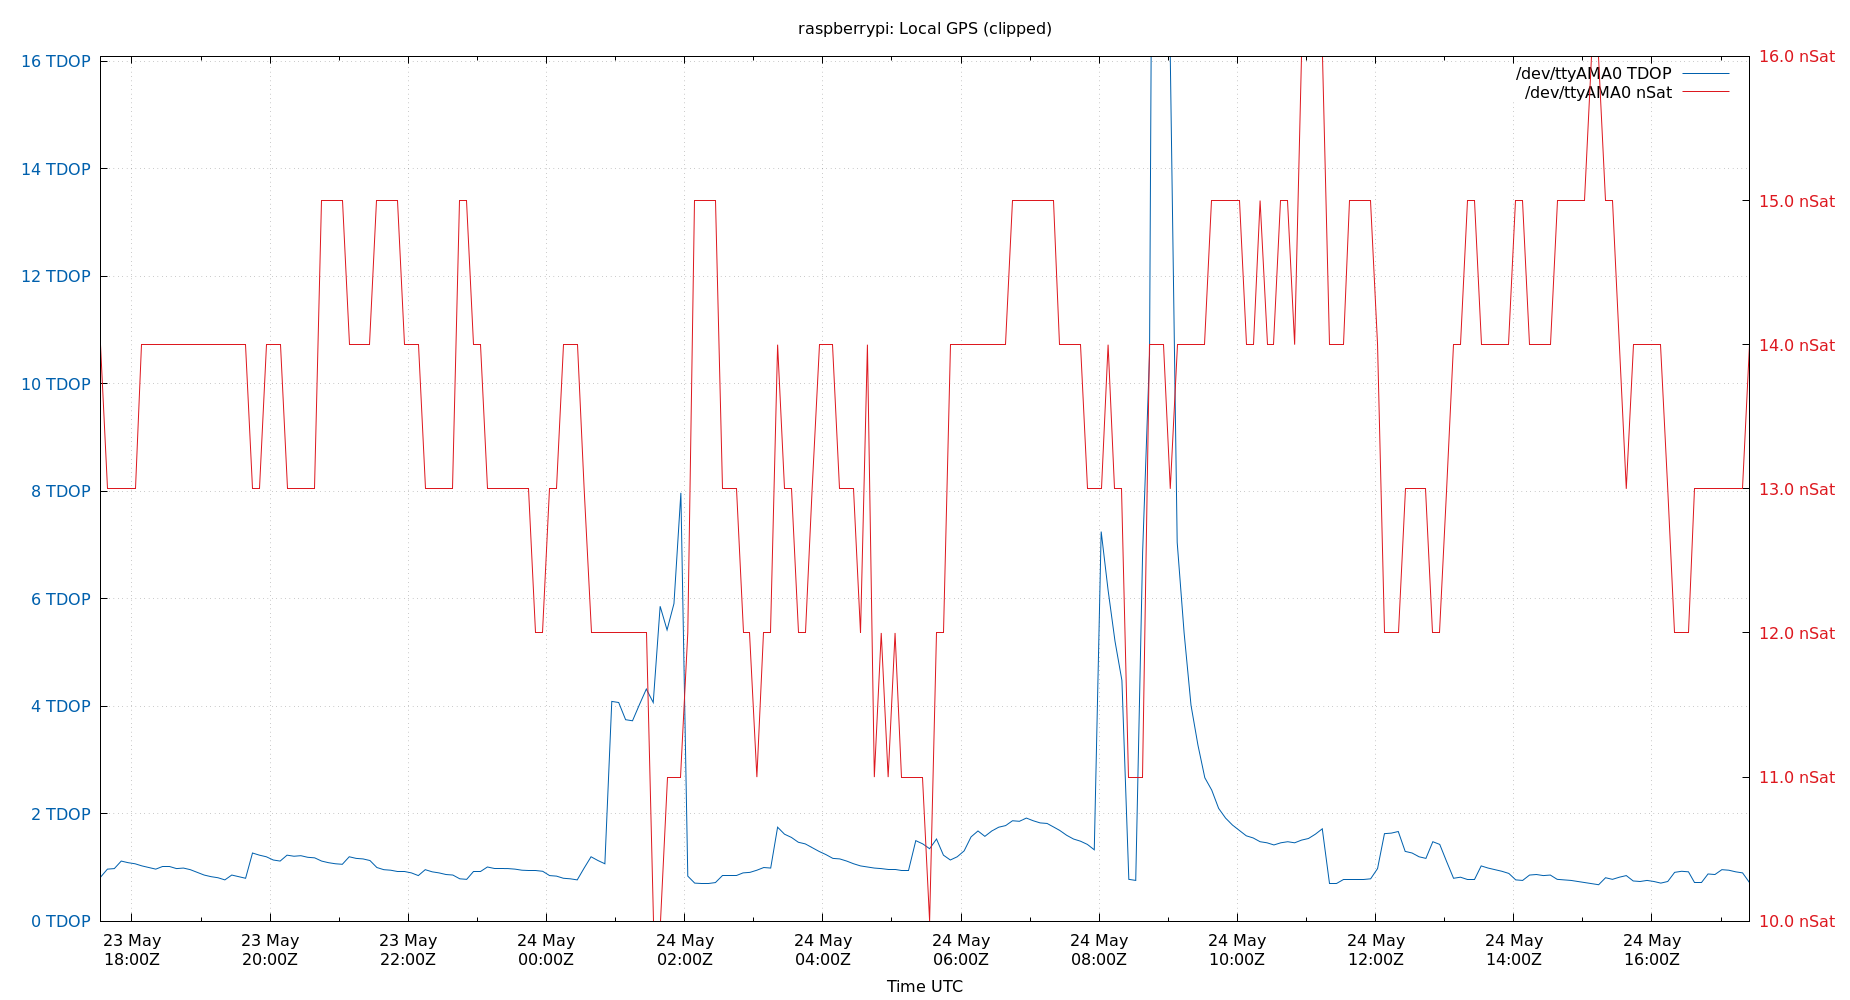 raspberrypi: Local GPS (clipped)
16 TDOP
14 TDOP
12 TDOP
10 TDOP
8 TDOP
6 TDOP
4 TDOP
2 TDOP
0 TDOP
16.0 nSat
15.0 nSat
14.0 nSat
13.0 nSat
12.0 nSat
11.0 nSat
10.0 nSat
/dev/ttyAMA0 TDOP
/dev/ttyAMA0 nSat
23 May
18:00Z
23 May
20:00Z
23 May
22:00Z
24 May
00:00Z
24 May
02:00Z
24 May
04:00Z
24 May
06:00Z
24 May
08:00Z
24 May
10:00Z
24 May
12:00Z
24 May
14:00Z
24 May
16:00Z
Time UTC